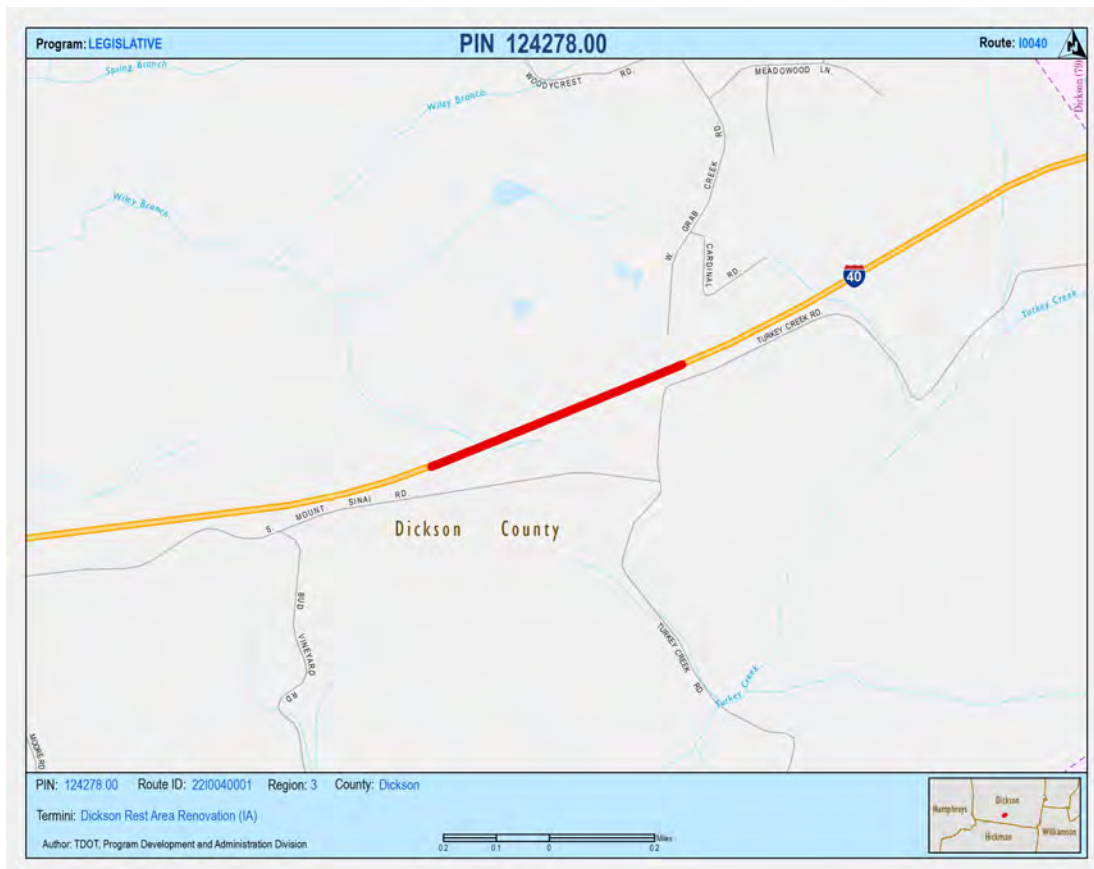 Program: LEGISLATIVE
PIN 124278.00
Route: I0040
N
Spring Branch
WOODYCREST RD.
MEADOWOOD LN
Dickson (79)
Wiley Branch
Wiley Branch
W. GRAB CREEK RD
CARDINAL RD.
40
Turkey Creek
TURKEY CREEK RD.
S. MOUNT SINAI RD
Dickson County
BUD VINEYARD RD
TURKEY CREEK RD.
Turkey Creek
MOORE RD
PIN: 124278.00 Route ID: 22I0040001 Region: 3 County: Dickson
Termini: Dickson Rest Area Renovation (IA)
Author: TDOT, Program Development and Administration Division
0.2 0.1 0 0.2 Miles
Humphreys
Dickson
Hickman
Williamson